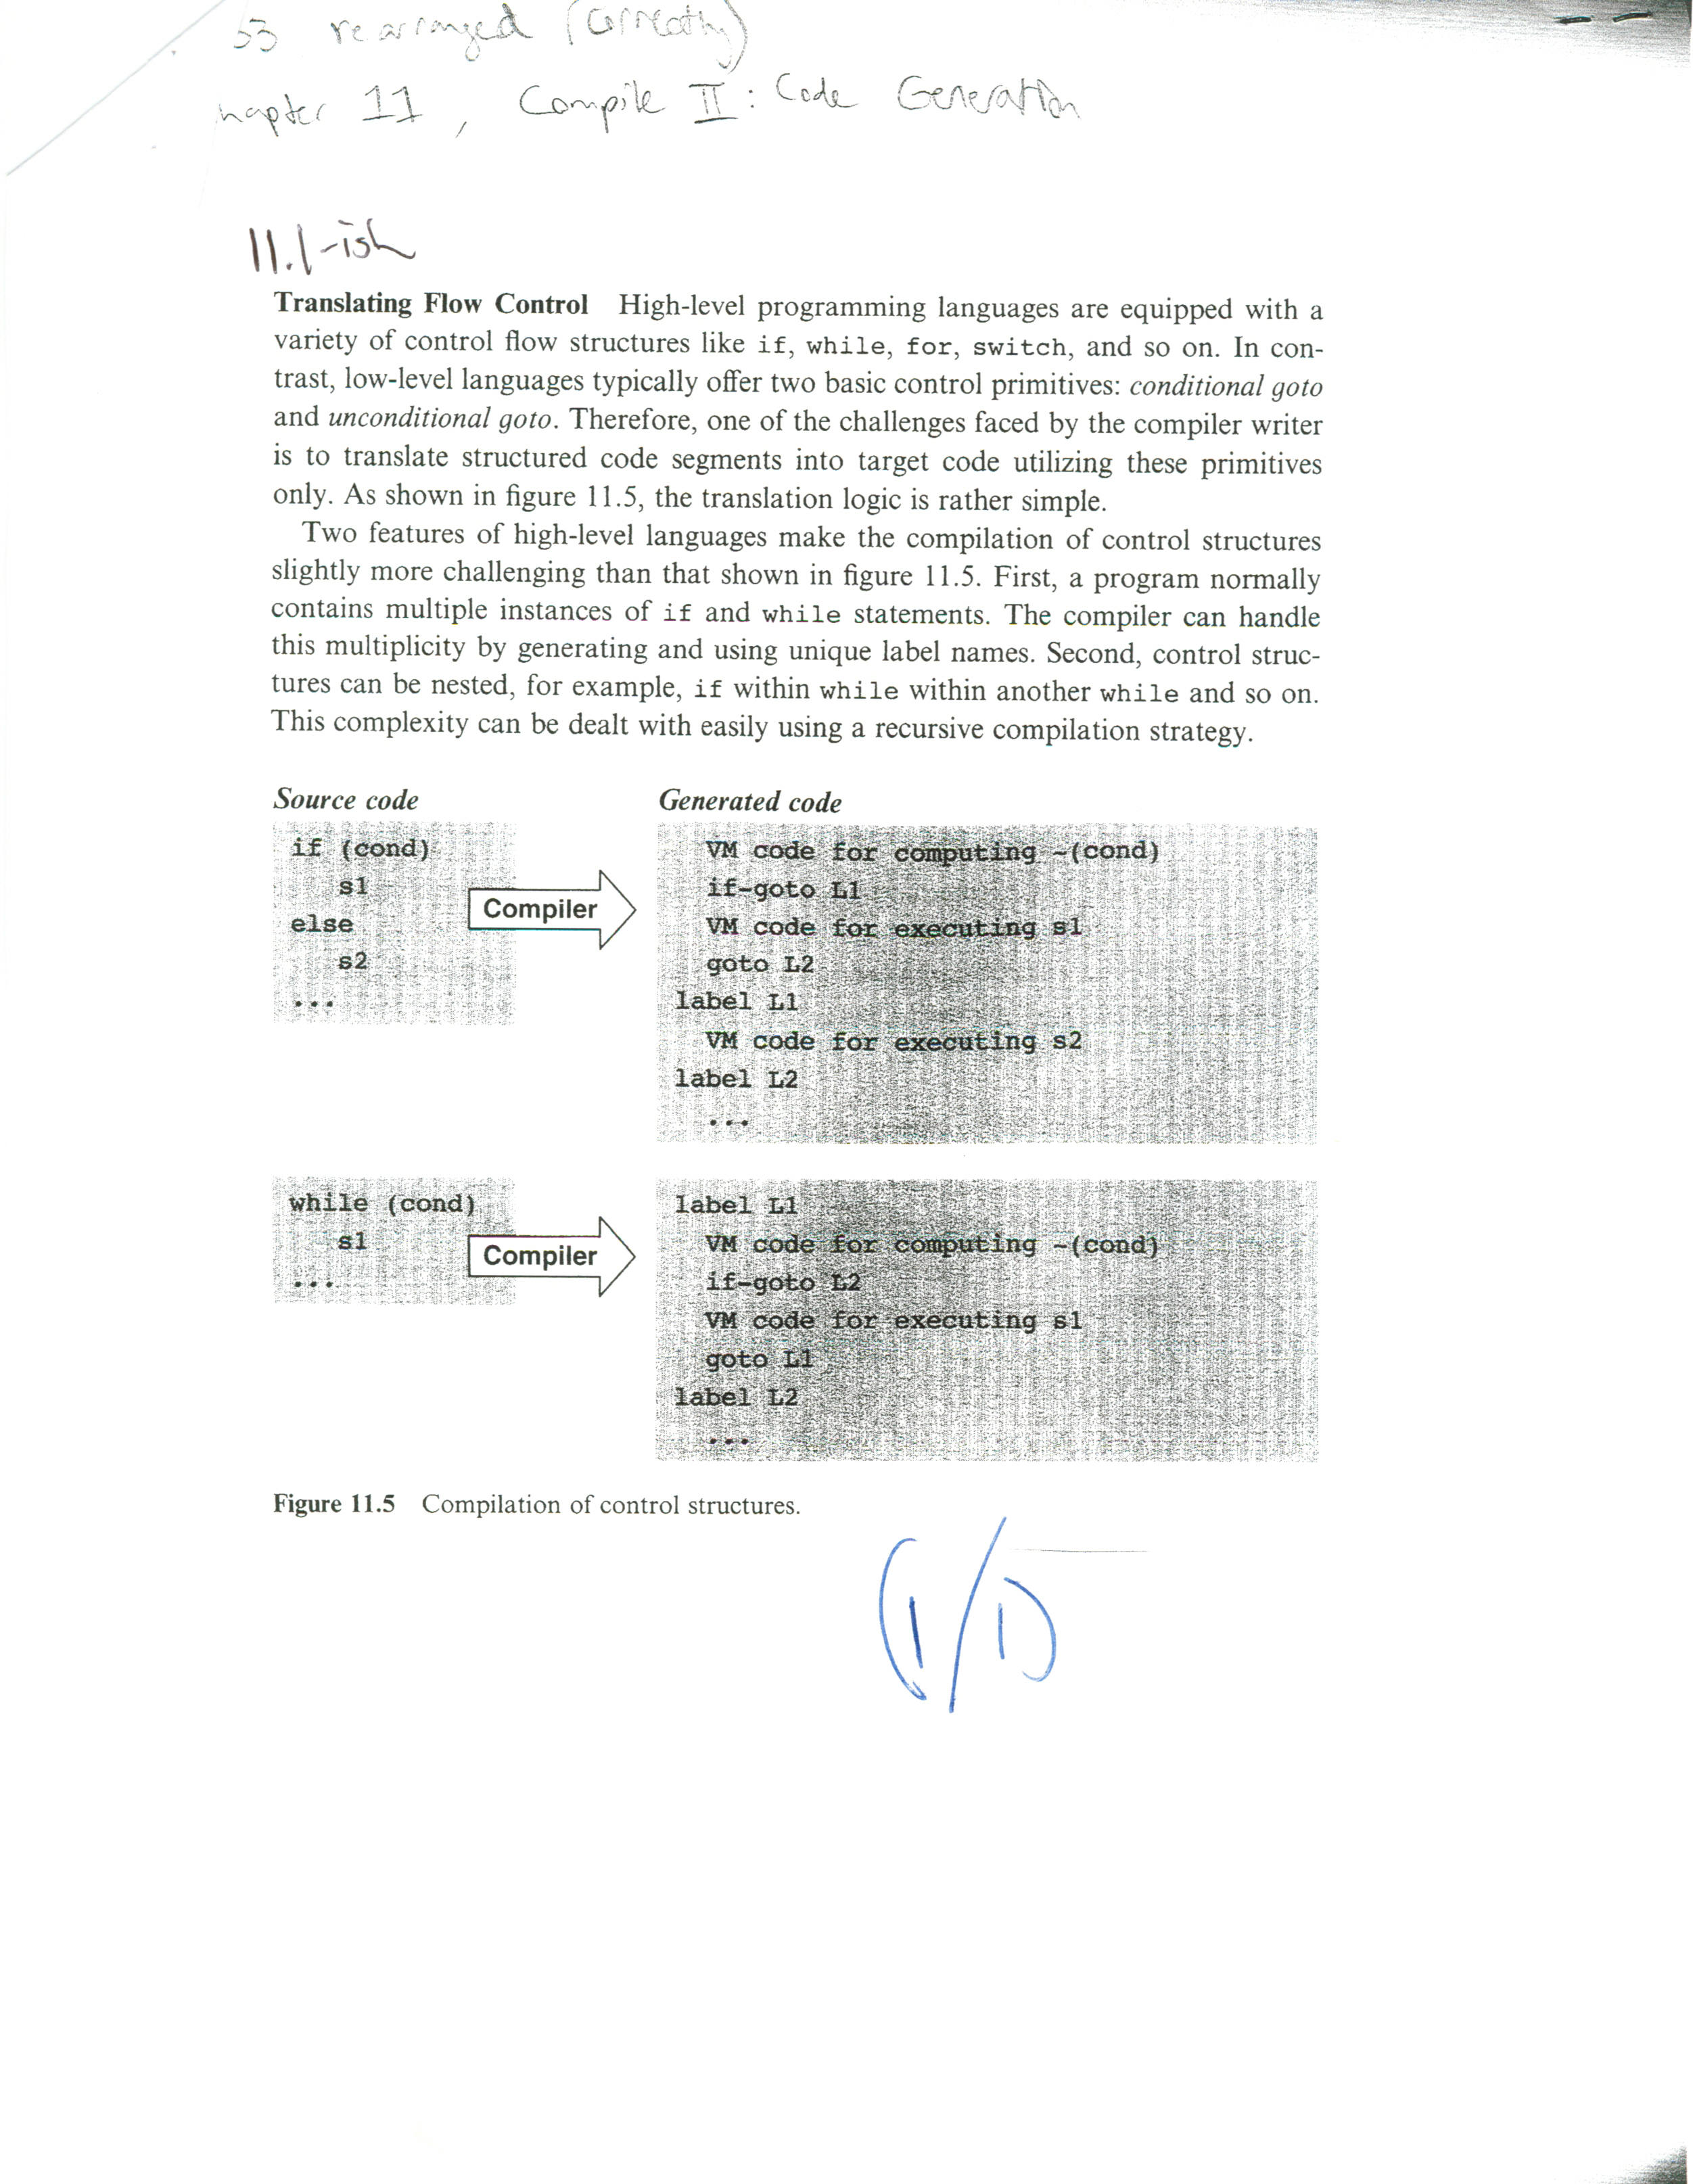 55 rearranged (Correctly)
hapter 11, Compile II: Code Generation
11.1-ish
Translating Flow Control High-level programming languages are equipped with a
variety of control flow structures like if, while, for, switch, and so on. In con-
trast, low-level languages typically offer two basic control primitives: conditional goto
and unconditional goto. Therefore, one of the challenges faced by the compiler writer
is to translate structured code segments into target code utilizing these primitives
only. As shown in figure 11.5, the translation logic is rather simple.
Two features of high-level languages make the compilation of control structures
slightly more challenging than that shown in figure 11.5. First, a program normally
contains multiple instances of if and while statements. The compiler can handle
this multiplicity by generating and using unique label names. Second, control struc-
tures can be nested, for example, if within while within another while and so on.
This complexity can be dealt with easily using a recursive compilation strategy.
Source code
if (cond)
s1
else
s2
...
Compiler
Generated code
VM code for computing ~(cond)
if-goto L1
VM code for executing s1
goto L2
label L1
VM code for executing s2
label L2
...
while (cond)
s1
...
Compiler
label L1
VM code for computing ~(cond)
if-goto L2
VM code for executing s1
goto L1
label L2
...
Figure 11.5 Compilation of control structures.
(1/1)